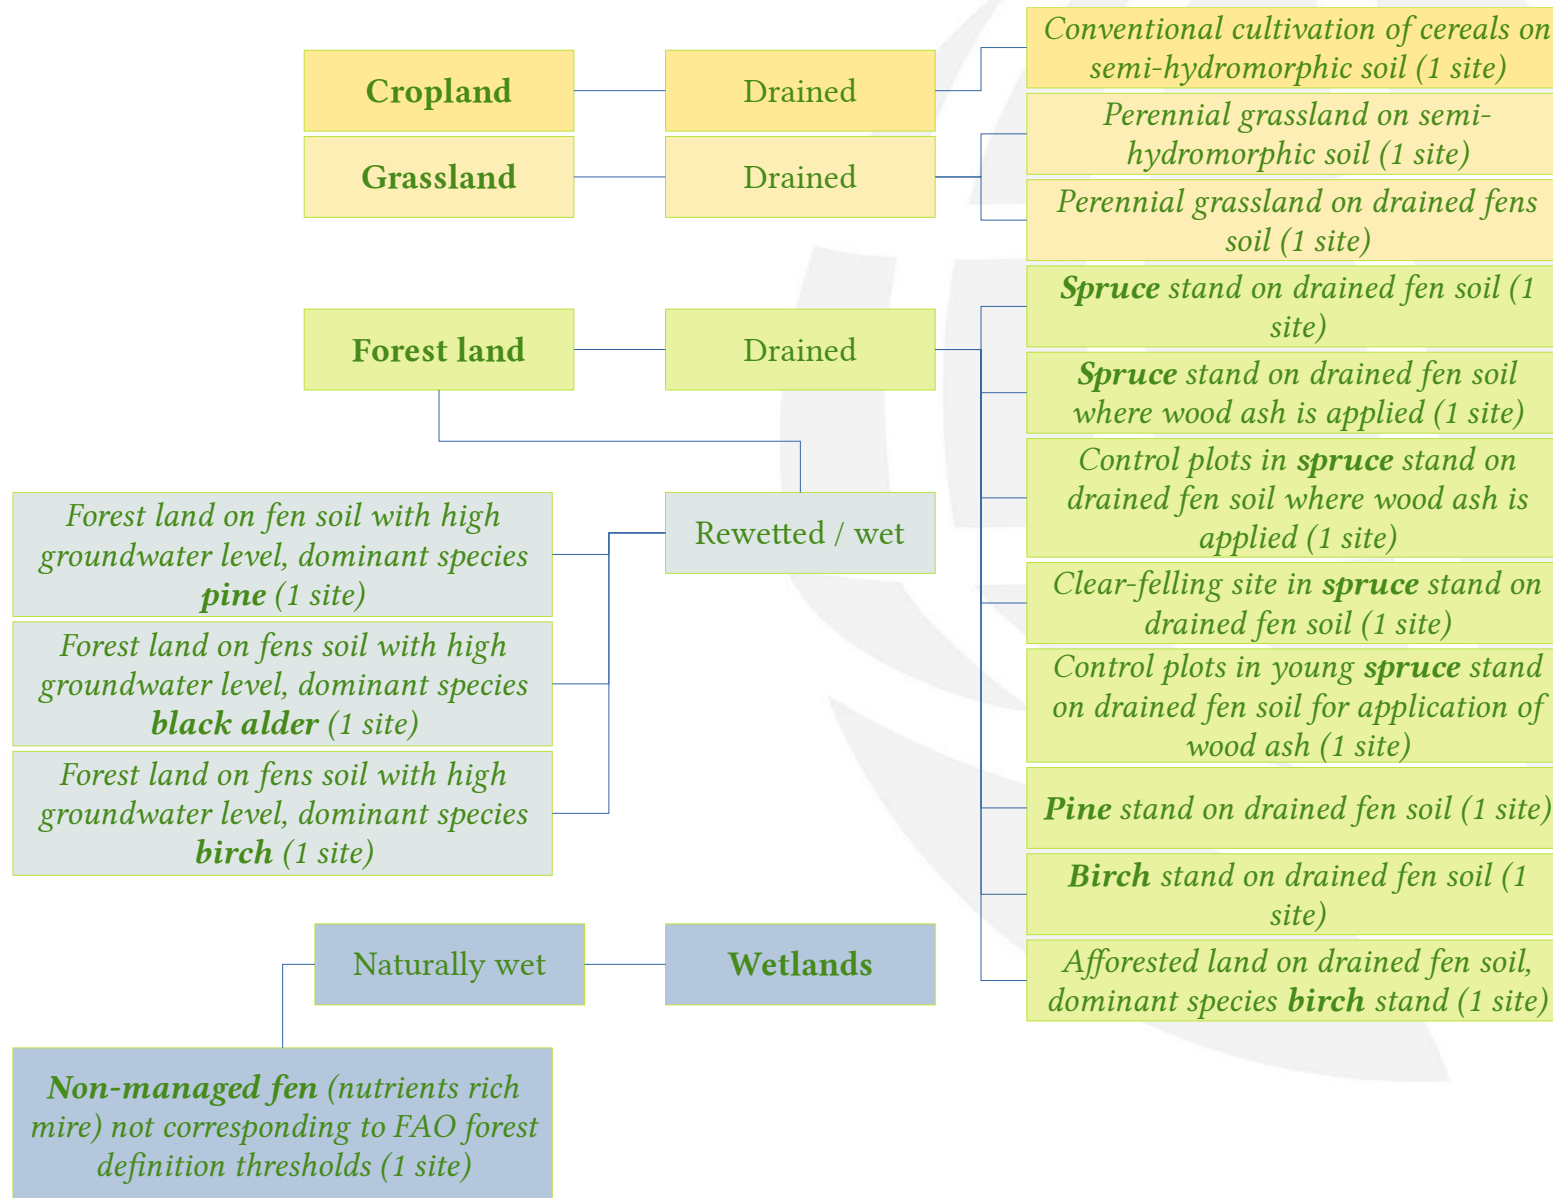 Cropland
Drained
Conventional cultivation of cereals on
semi-hydromorphic soil (1 site)
Grassland
Drained
Perennial grassland on semi-
hydromorphic soil (1 site)
Perennial grassland on drained fens
soil (1 site)
Forest land
Drained
Spruce stand on drained fen soil (1
site)
Spruce stand on drained fen soil
where wood ash is applied (1 site)
Control plots in spruce stand on
drained fen soil where wood ash is
applied (1 site)
Clear-felling site in spruce stand on
drained fen soil (1 site)
Control plots in young spruce stand
on drained fen soil for application of
wood ash (1 site)
Pine stand on drained fen soil (1 site)
Birch stand on drained fen soil (1
site)
Afforested land on drained fen soil,
dominant species birch stand (1 site)
Rewetted / wet
Forest land on fen soil with high
groundwater level, dominant species
pine (1 site)
Forest land on fens soil with high
groundwater level, dominant species
black alder (1 site)
Forest land on fens soil with high
groundwater level, dominant species
birch (1 site)
Wetlands
Naturally wet
Non-managed fen (nutrients rich
mire) not corresponding to FAO forest
definition thresholds (1 site)